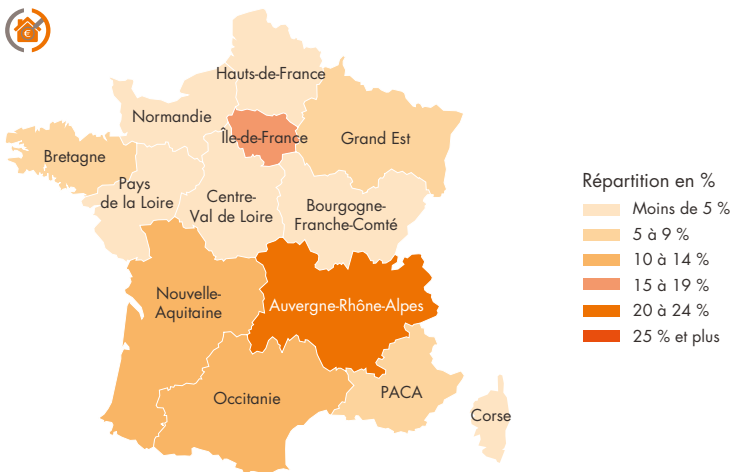 €
Hauts-de-France
Normandie
Île-de-France
Grand Est
Bretagne
Pays
de la Loire
Centre-
Val de Loire
Bourgogne-
Franche-Comté
Nouvelle-
Aquitaine
Auvergne-Rhône-Alpes
Occitanie
PACA
Corse
Répartition en %
Moins de 5 %
5 à 9 %
10 à 14 %
15 à 19 %
20 à 24 %
25 % et plus